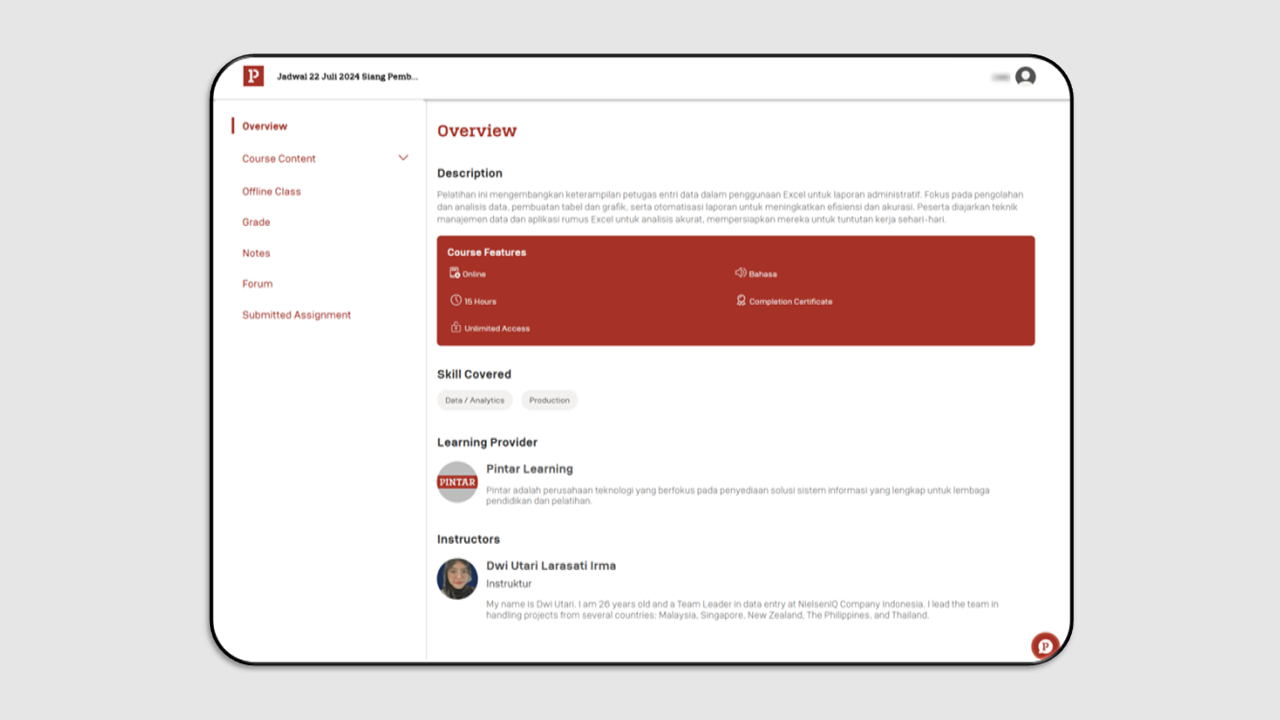 P
Jadwal 22 Juli 2024 Siang Pemb...
Overview
Course Content
Offline Class
Grade
Notes
Forum
Submitted Assignment
Overview
Description
Pelatihan ini mengembangkan keterampilan petugas entri data dalam penggunaan Excel untuk laporan administratif. Fokus pada pengolahan
dan analisis data, pembuatan tabel dan grafik, serta otomatisasi laporan untuk meningkatkan efisiensi dan akurasi. Peserta diajarkan teknik
manajemen data dan aplikasi rumus Excel untuk analisis akurat, mempersiapkan mereka untuk tuntutan kerja sehari-hari.
Course Features
Online
Bahasa
15 Hours
Completion Certificate
Unlimited Access
Skill Covered
Data / Analytics
Production
Learning Provider
PINTAR
Pintar Learning
Pintar adalah perusahaan teknologi yang berfokus pada penyediaan solusi sistem informasi yang lengkap untuk lembaga
pendidikan dan pelatihan.
Instructors
Dwi Utari Larasati Irma
Instruktur
My name is Dwi Utari. I am 26 years old and a Team Leader in data entry at NielsenIQ Company Indonesia. I lead the team in
handling projects from several countries: Malaysia, Singapore, New Zealand, The Philippines, and Thailand.
P